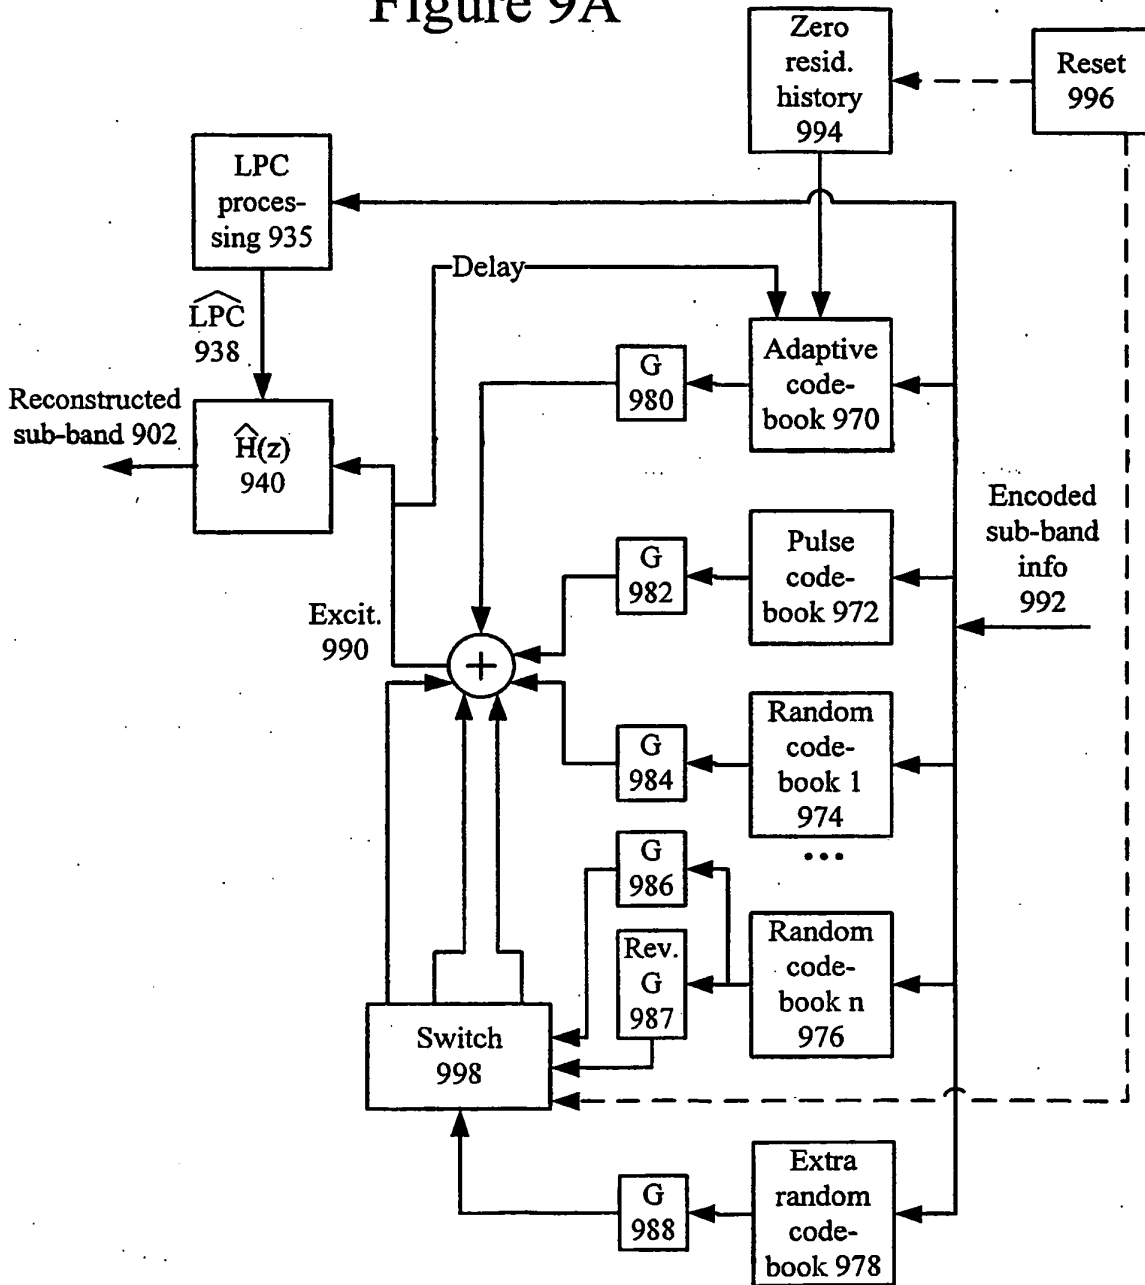 Figure 9A
Zero
resid.
history
994
Reset
996
LPC
proces-
sing 935
Delay
LPC
938
Adaptive
code-
book 970
G
980
Reconstructed
sub-band 902
Ĥ(z)
940
Encoded
sub-band
info
992
Pulse
code-
book 972
G
982
Excit.
990
+
Random
code-
book 1
974
G
984
...
G
986
Rev.
G
987
Random
code-
book n
976
Switch
998
Extra
random
code-
book 978
G
988